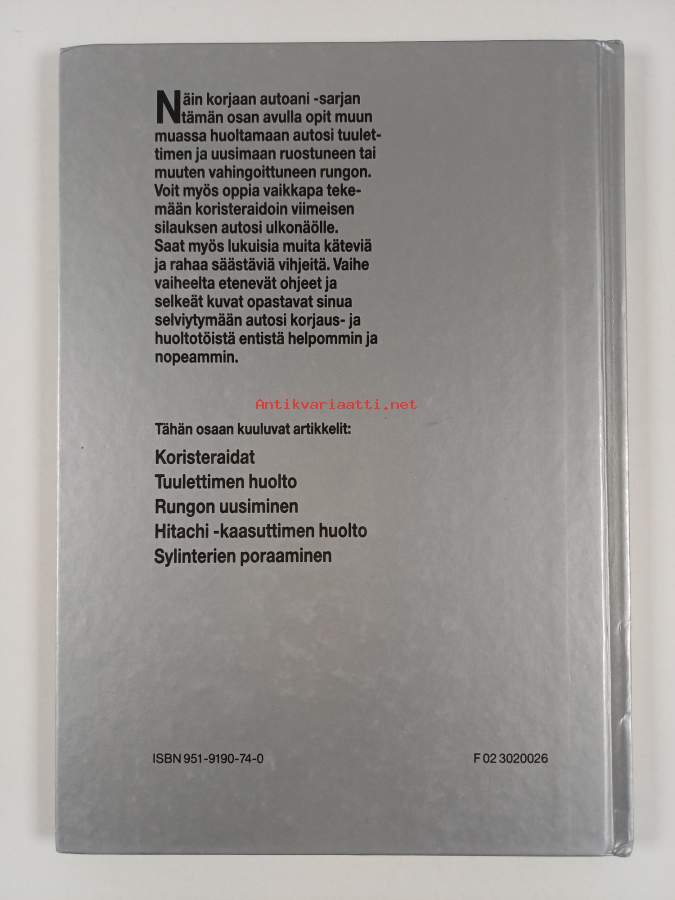 Näin korjaan autoani -sarjan
tämän osan avulla opit muun
muassa huoltamaan autosi tuulet-
timen ja uusimaan ruostuneen tai
muuten vahingoittuneen rungon.
Voit myös oppia vaikkapa teke-
mään koristeraidoin viimeisen
silauksen autosi ulkonäölle.
Saat myös lukuisia muita käteviä
ja rahaa säästäviä vihjeitä. Vaihe
vaiheelta etenevät ohjeet ja
selkeät kuvat opastavat sinua
selviytymään autosi korjaus- ja
huoltotöistä entistä helpommin ja
nopeammin.
Antikvariaatti.net
Tähän osaan kuuluvat artikkelit:
Koristeraidat
Tuulettimen huolto
Rungon uusiminen
Hitachi -kaasuttimen huolto
Sylinterien poraaminen
ISBN 951-9190-74-0
F 02 3020026